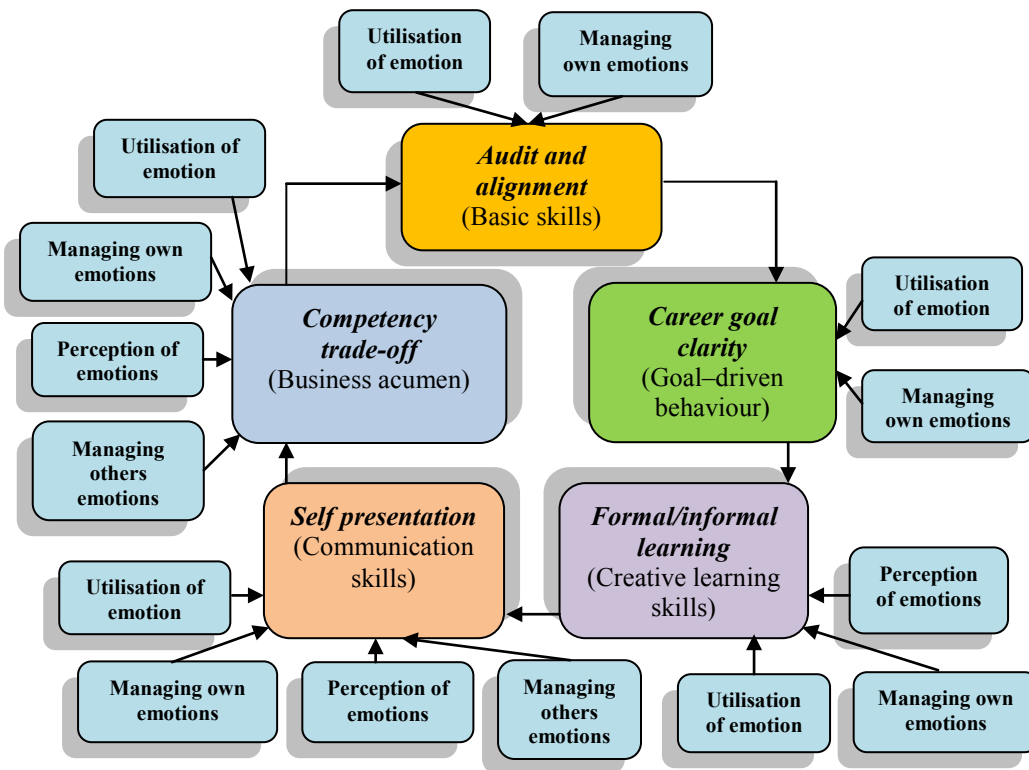 Utilisation
of emotion
Managing
own emotions
Audit and
alignment
(Basic skills)
Utilisation of
emotion
Managing own
emotions
Perception of
emotions
Managing
others
emotions
Competency
trade-off
(Business acumen)
Career goal
clarity
(Goal–driven
behaviour)
Utilisation
of emotion
Managing
own emotions
Self presentation
(Communication
skills)
Formal/informal
learning
(Creative learning
skills)
Utilisation of
emotion
Managing own
emotions
Perception of
emotions
Managing
others
emotions
Perception
of emotions
Utilisation
of emotion
Managing own
emotions